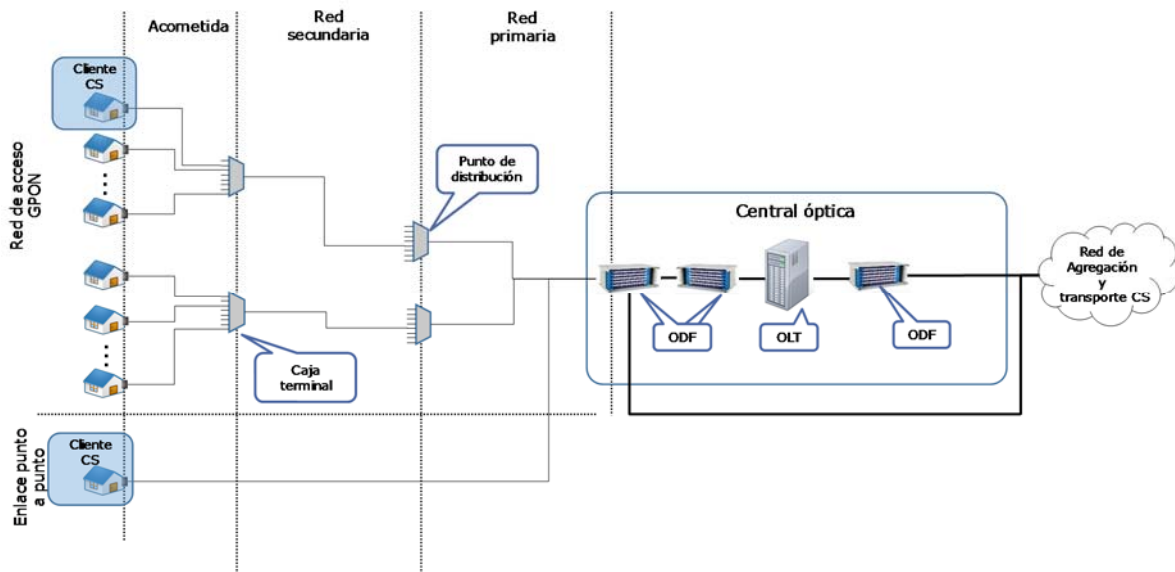 Acometida
Red
secundaria
Red
primaria
Cliente
CS
Red de acceso
GPON
Punto de
distribución
Central óptica
Red de
Agregación
y
transporte CS
ODF
OLT
ODF
Caja
terminal
Enlace punto
a punto
Cliente
CS